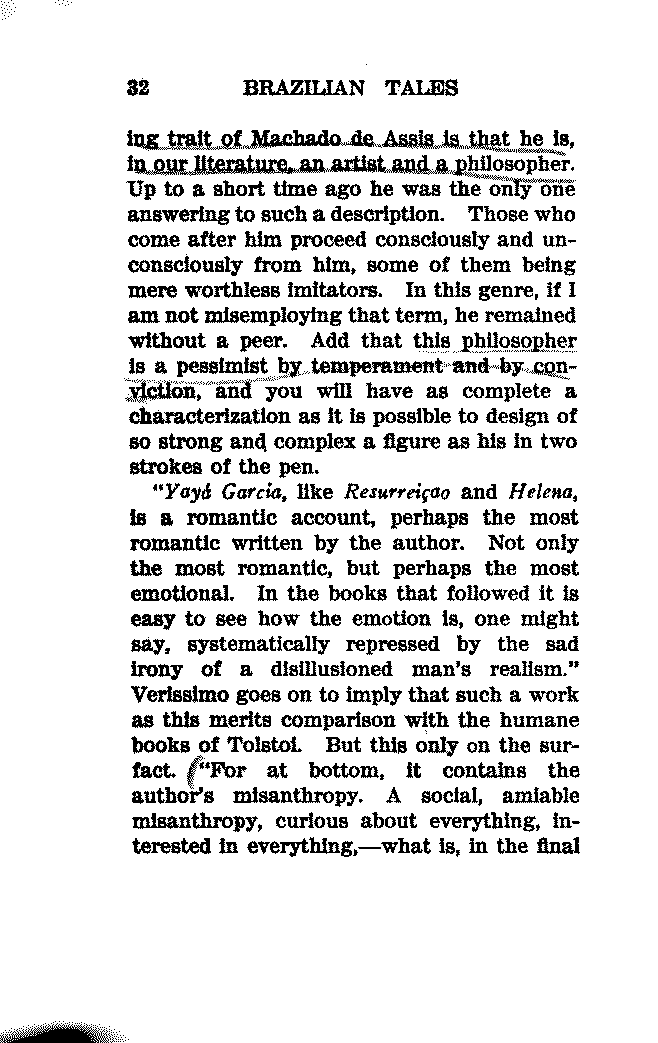 32 BRAZILIAN TALES
ing trait of Machado de Assis is that he is,
in our literature, an artist and a philosopher.
Up to a short time ago he was the only one
answering to such a description. Those who
come after him proceed consciously and un-
consciously from him, some of them being
mere worthless imitators. In this genre, if I
am not misemploying that term, he remained
without a peer. Add that this philosopher
is a pessimist by temperament and by con-
viction, and you will have as complete a
characterization as it is possible to design of
so strong and complex a figure as his in two
strokes of the pen.
"Yayá Garcia, like Resurreiçao and Helena,
is a romantic account, perhaps the most
romantic written by the author. Not only
the most romantic, but perhaps the most
emotional. In the books that followed it is
easy to see how the emotion is, one might
say, systematically repressed by the sad
irony of a disillusioned man's realism."
Verissimo goes on to imply that such a work
as this merits comparison with the humane
books of Tolstoi. But this only on the sur-
fact. ("For at bottom, it contains the
author's misanthropy. A social, amiable
misanthropy, curious about everything, in-
terested in everything,—what is, in the final